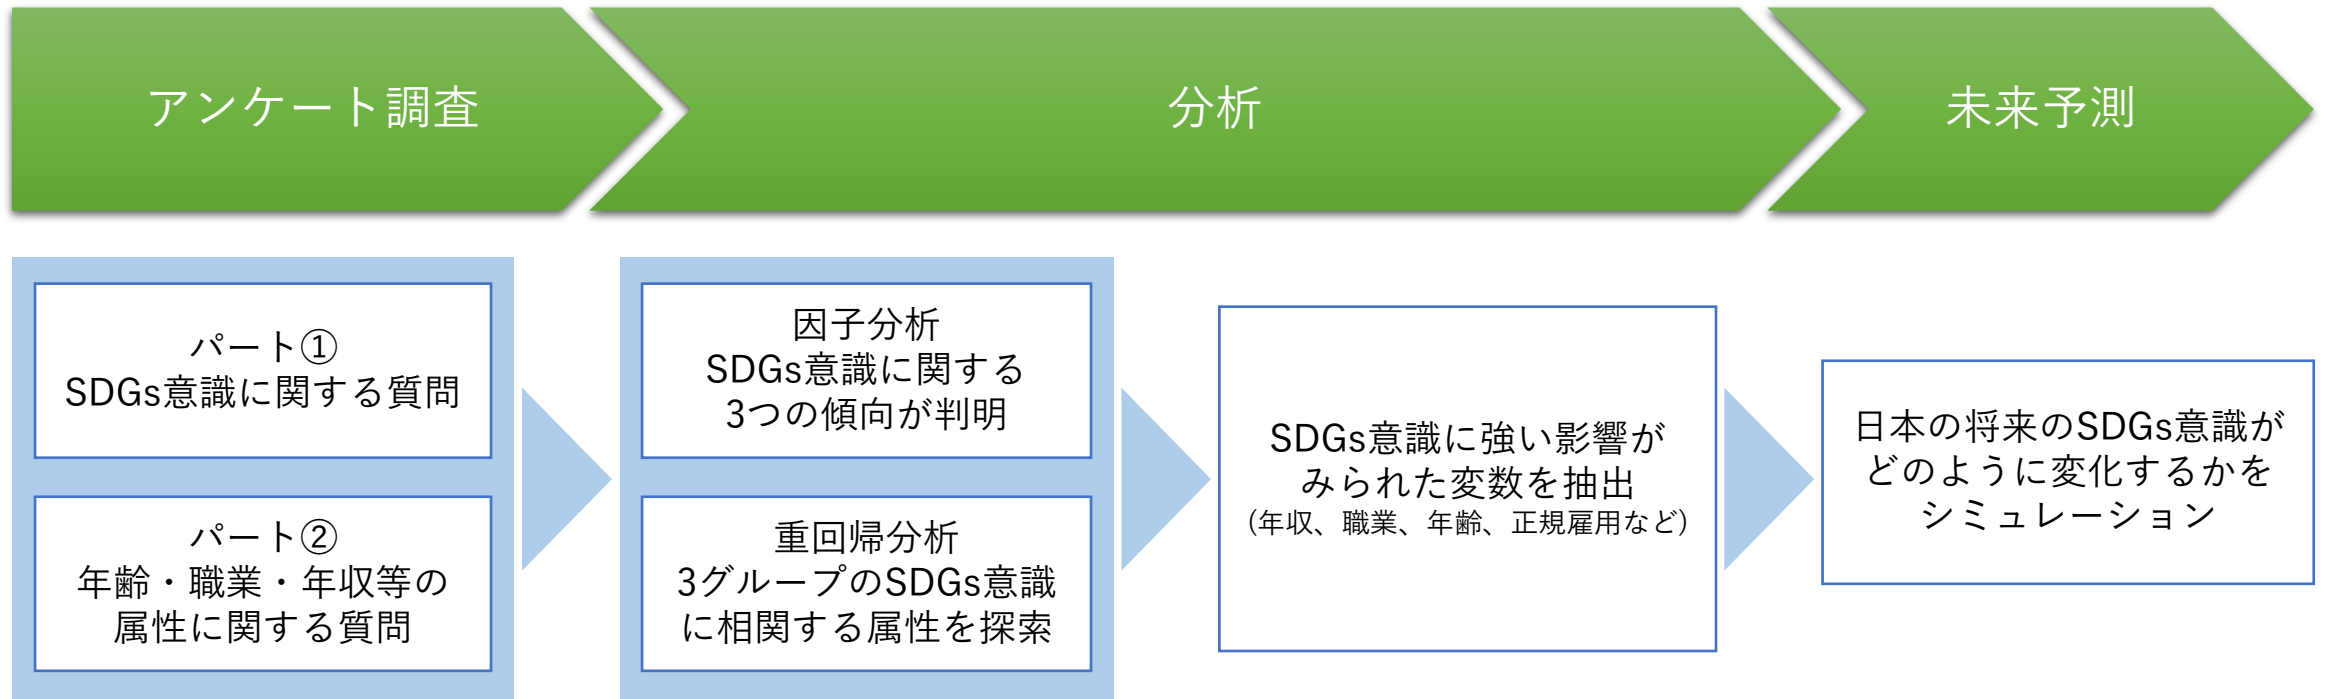 アンケート調査
分析
未来予測
パート①
SDGs意識に関する質問
パート②
年齢・職業・年収等の
属性に関する質問
因子分析
SDGs意識に関する
3つの傾向が判明
重回帰分析
3グループのSDGs意識
に相関する属性を探索
SDGs意識に強い影響が
みられた変数を抽出
（年収、職業、年齢、正規雇用など）
日本の将来のSDGs意識が
どのように変化するかを
シミュレーション